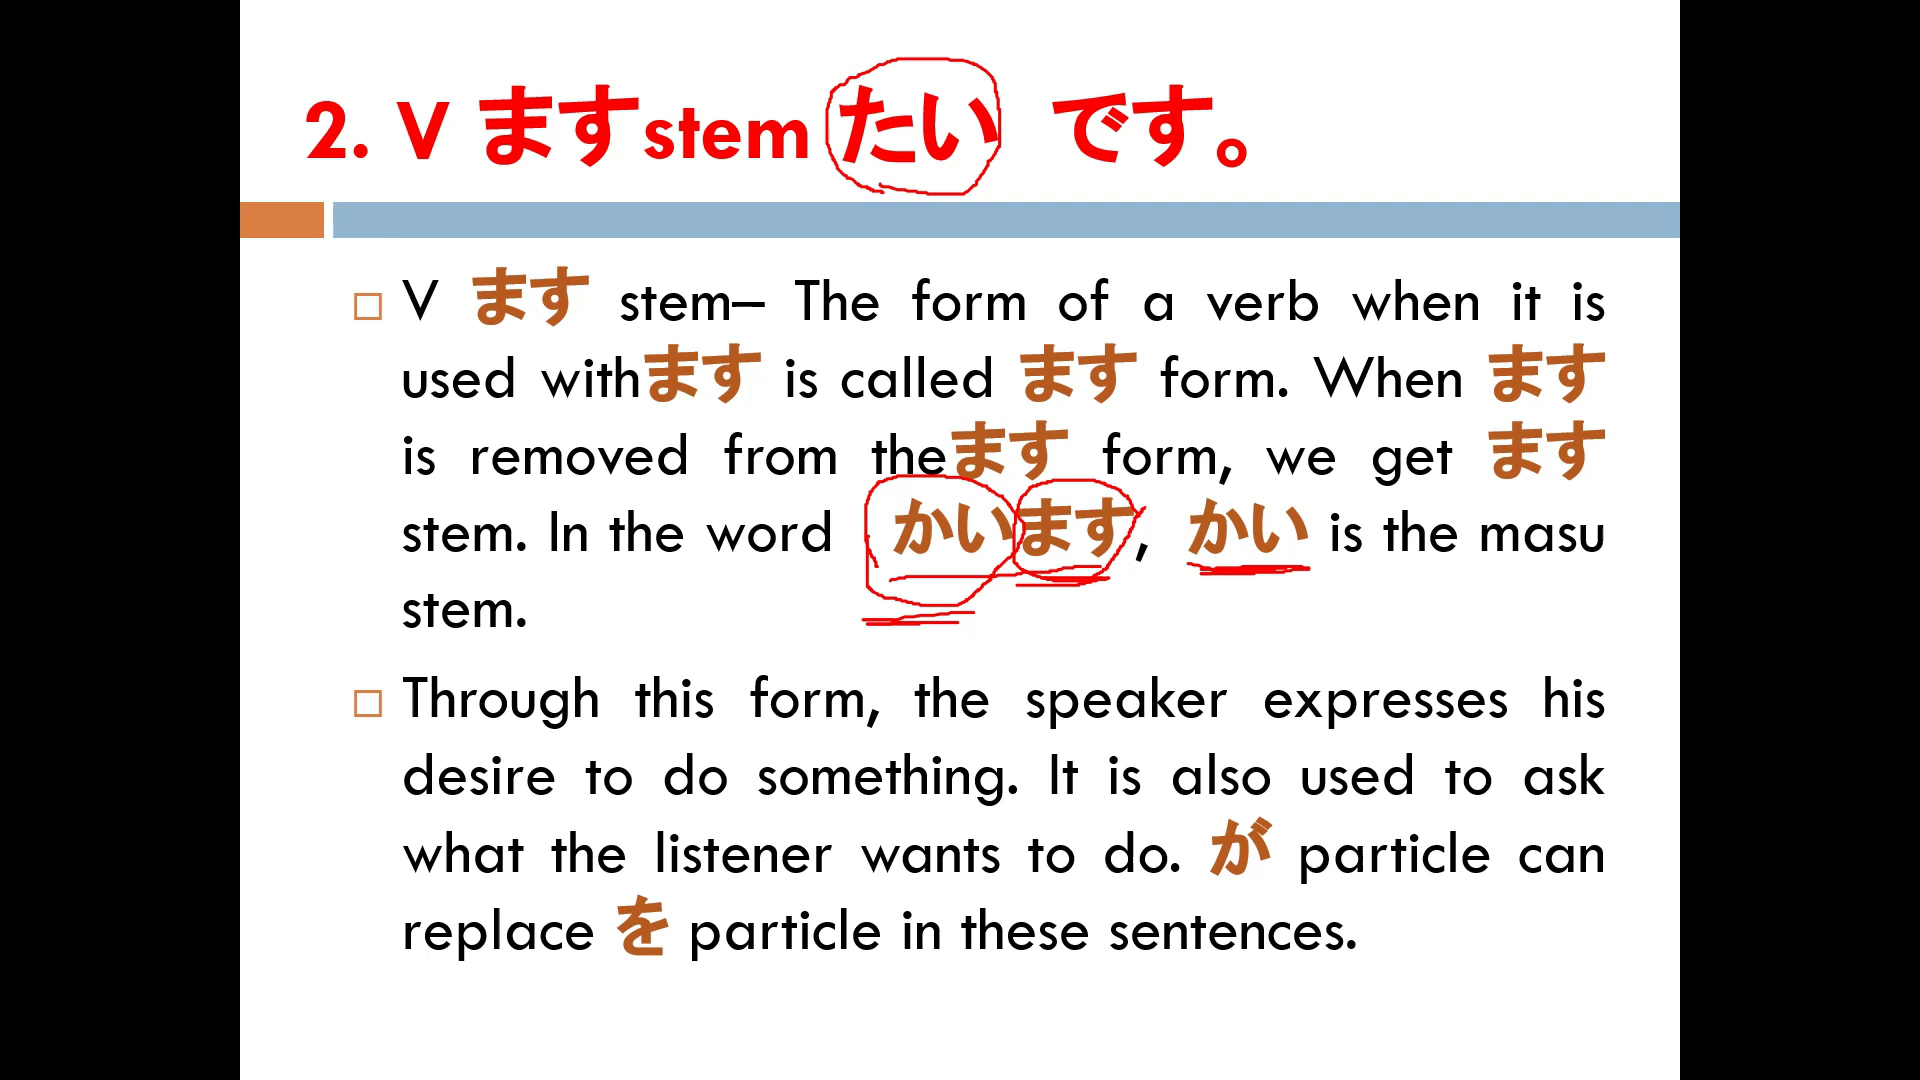 2. V ますstem たい です。
V ます stem– The form of a verb when it is
used withます is called ます form. When ます
is removed from theます form, we get ます
stem. In the word かいます, かい is the masu
stem.
Through this form, the speaker expresses his
desire to do something. It is also used to ask
what the listener wants to do. が particle can
replace を particle in these sentences.